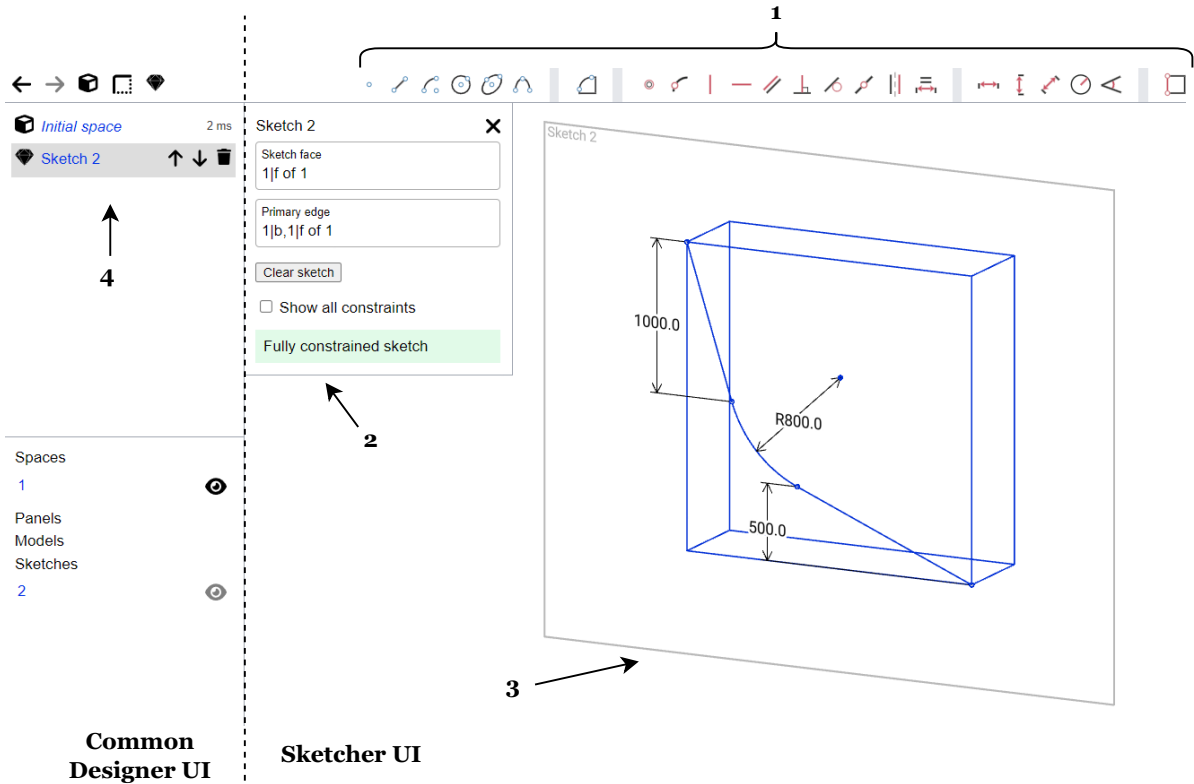 1
Initial space
2 ms
Sketch 2
4
Sketch 2
Sketch face
1|f of 1
Primary edge
1|b,1|f of 1
Clear sketch
Show all constraints
Fully constrained sketch
2
Sketch 2
1000.0
R800.0
500.0
3
Spaces
1
Panels
Models
Sketches
2
Common
Designer UI
Sketcher UI